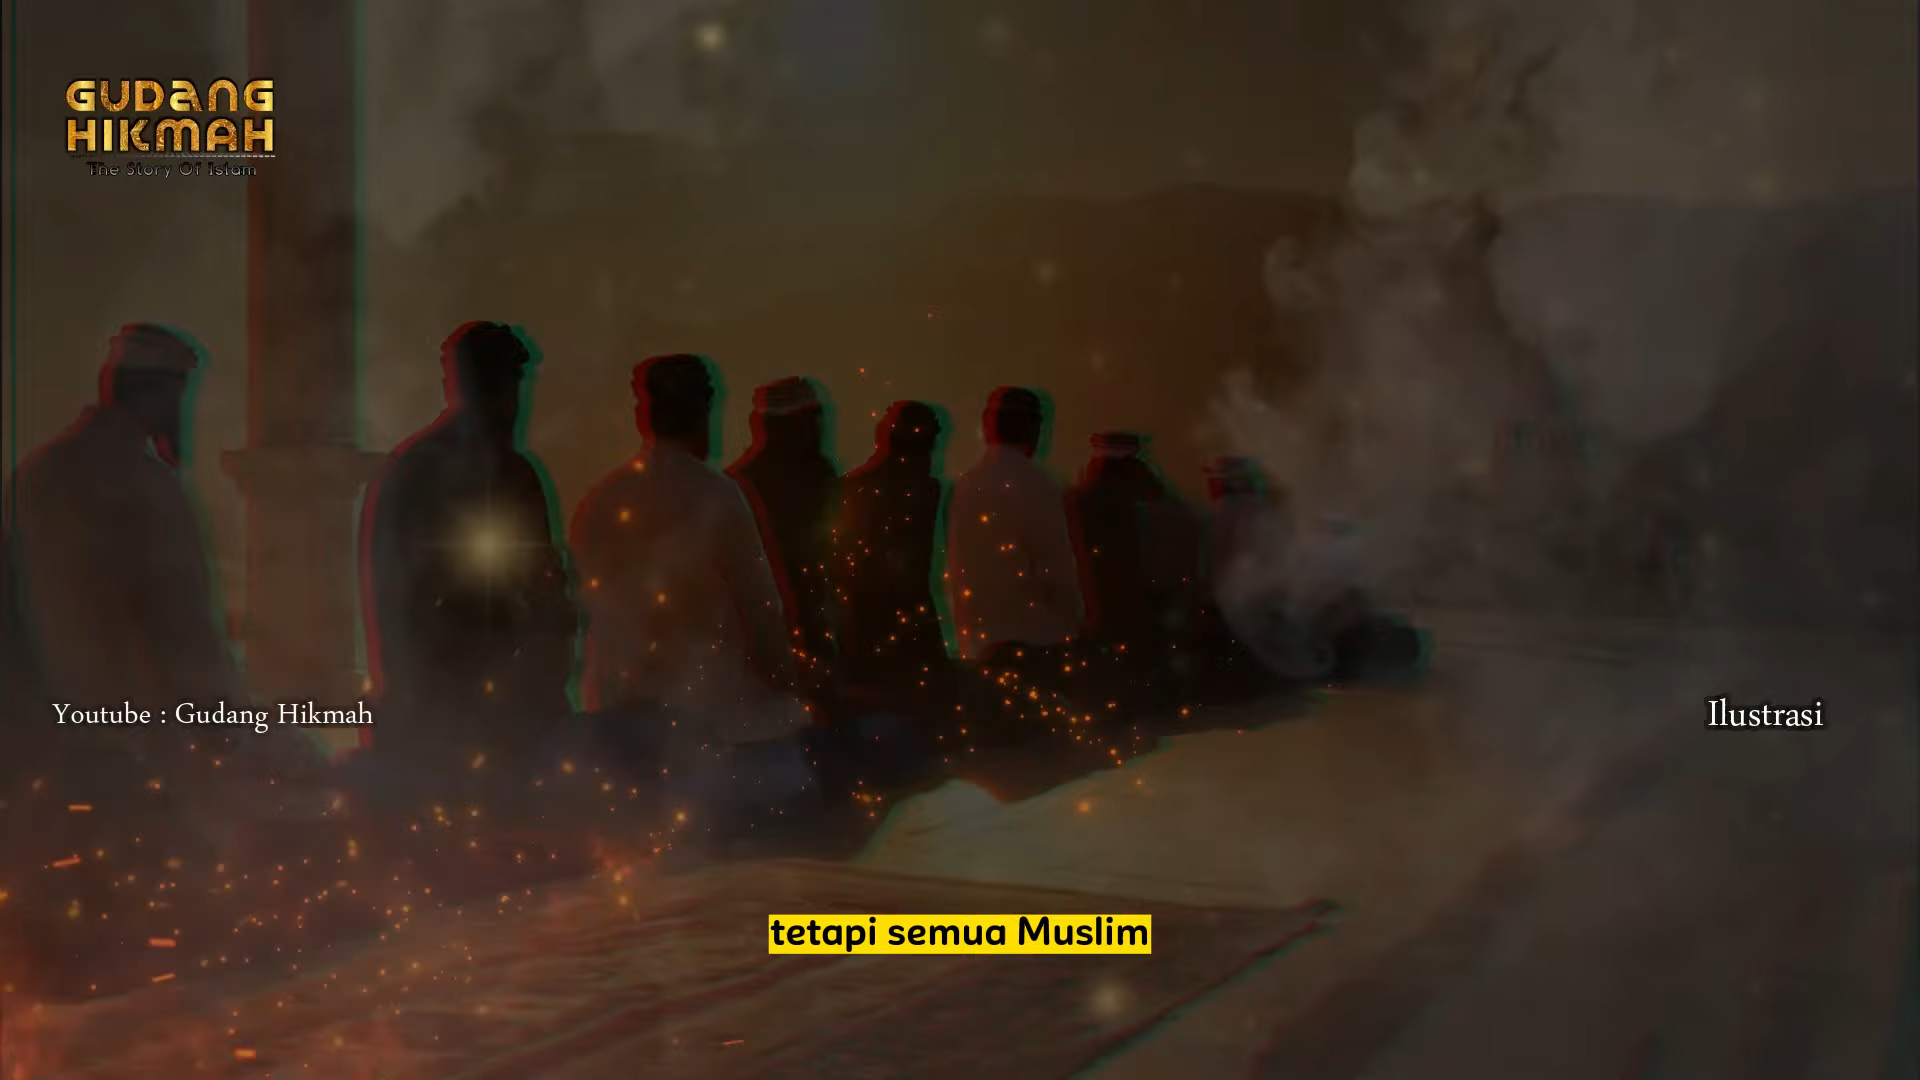 GUDANG
HIKMAH
The Story Of Islam
Youtube : Gudang Hikmah
Ilustrasi
tetapi semua Muslim